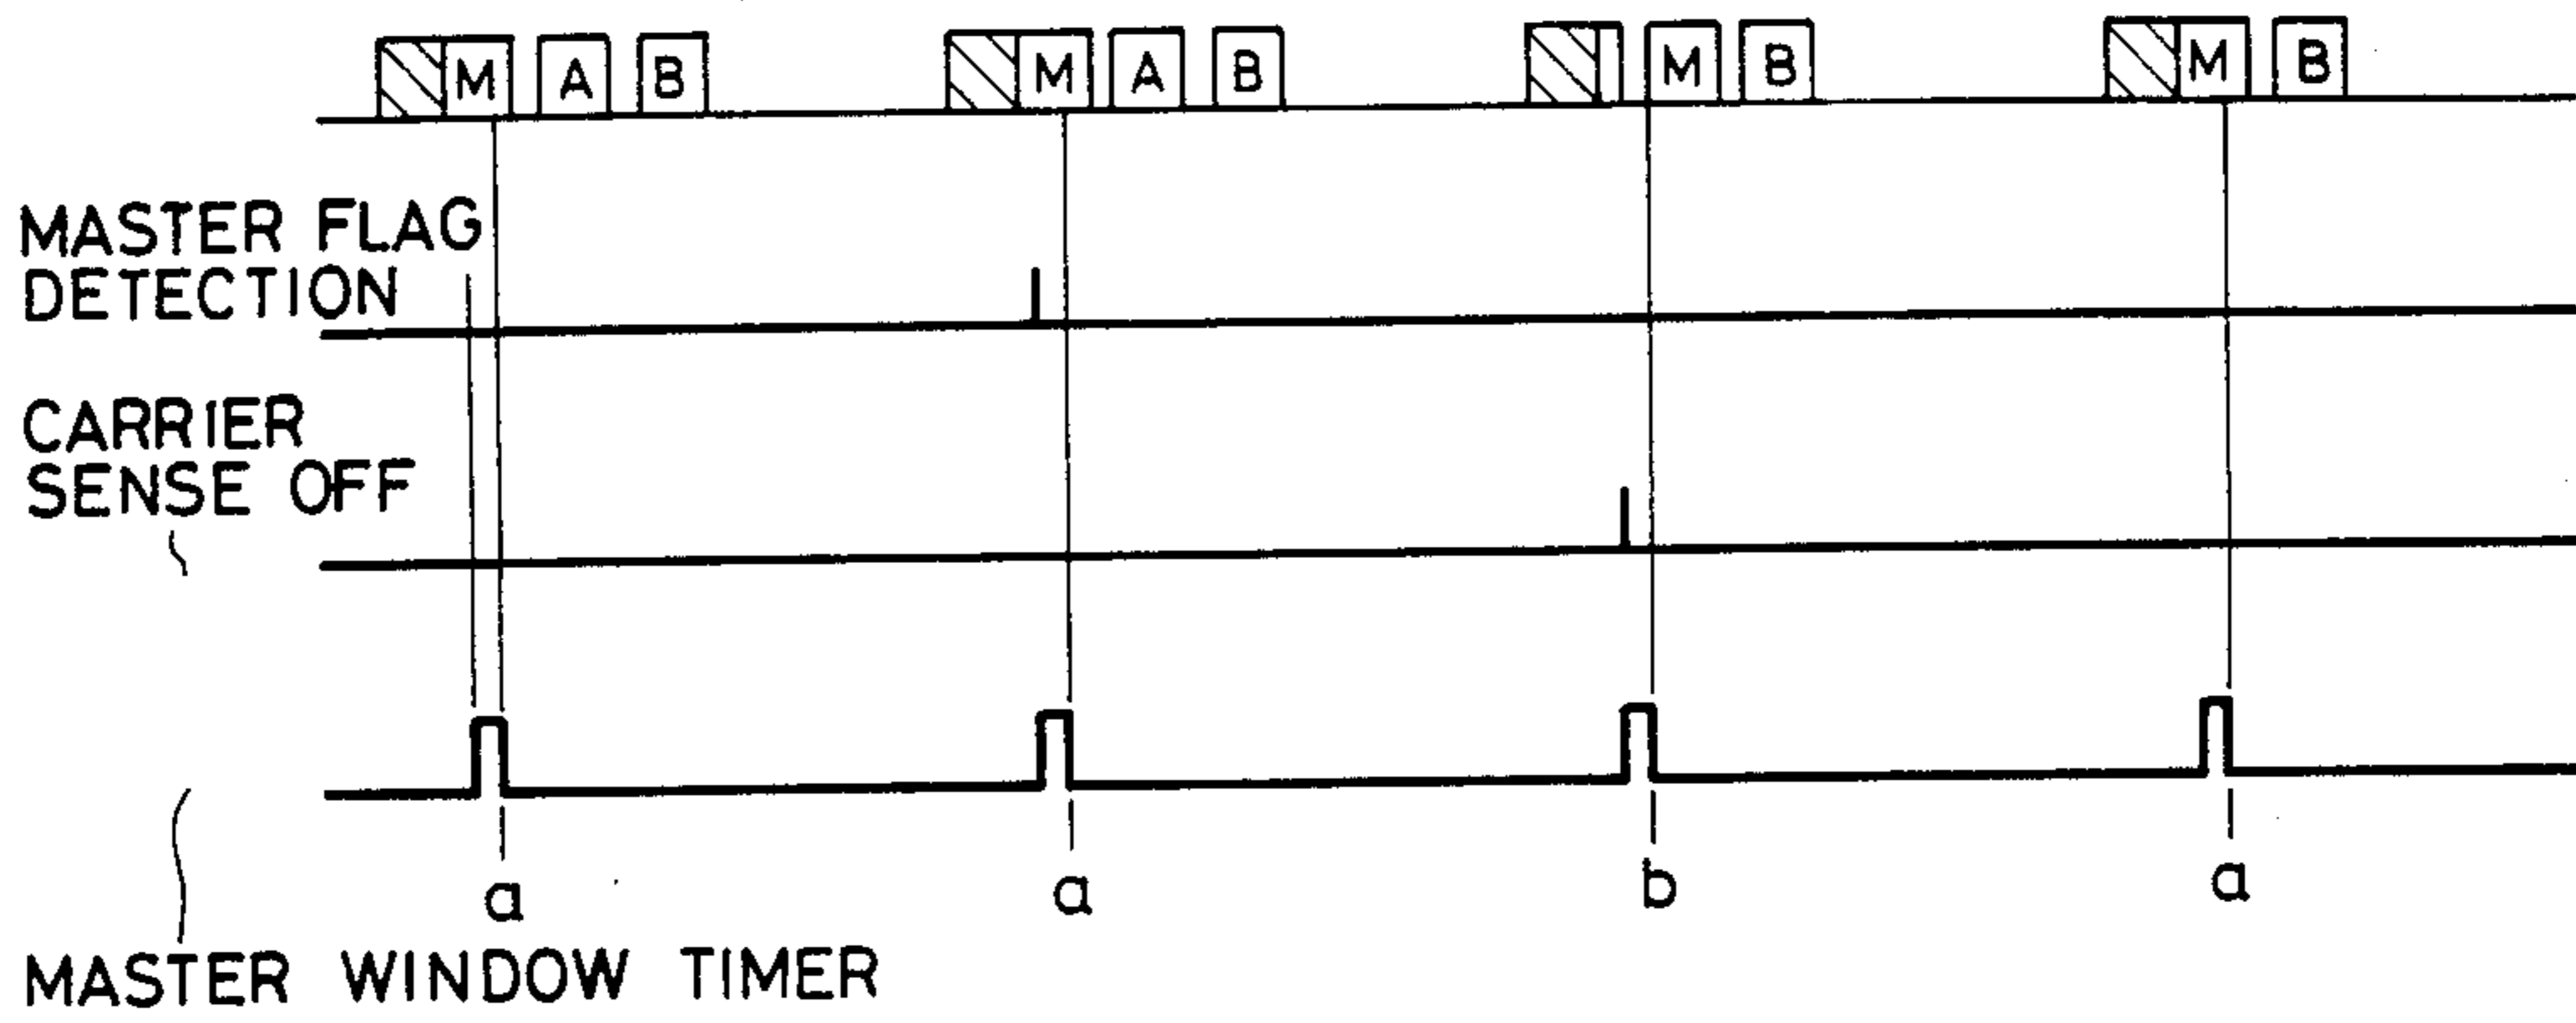 M A B M A B M B M B
MASTER FLAG
DETECTION
CARRIER
SENSE OFF
a a b a
MASTER WINDOW TIMER